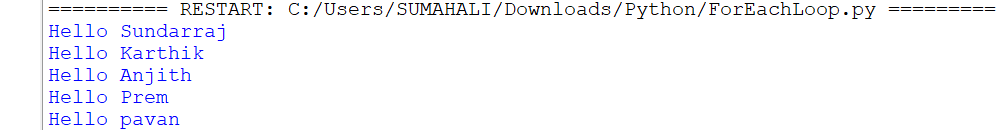 ========== RESTART: C:/Users/SUMAHALI/Downloads/Python/ForEachLoop.py =========
Hello Sundarraj
Hello Karthik
Hello Anjith
Hello Prem
Hello pavan